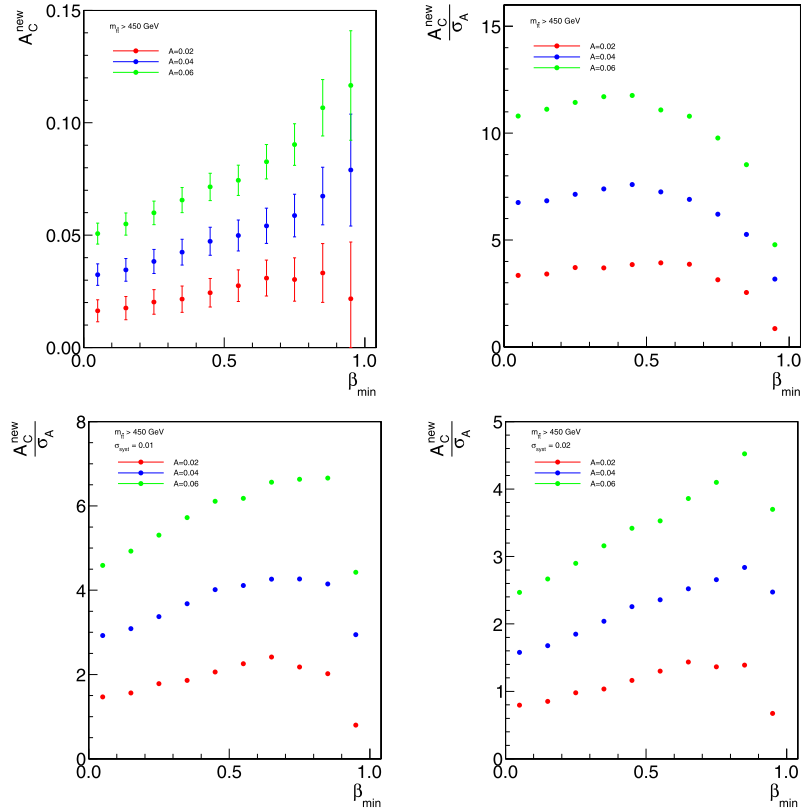 A_C^new
0.15
m_tt̄ > 450 GeV
A=0.02
A=0.04
A=0.06
0.10
0.05
0.00
0.0 0.5 1.0
β_min
A_C^new
σ_A
15
m_tt̄ > 450 GeV
A=0.02
A=0.04
A=0.06
10
5
0
0.0 0.5 1.0
β_min
A_C^new
σ_A
8
m_tt̄ > 450 GeV
σ_syst = 0.01
A=0.02
A=0.04
A=0.06
6
4
2
0
0.0 0.5 1.0
β_min
A_C^new
σ_A
5
m_tt̄ > 450 GeV
σ_syst = 0.02
A=0.02
A=0.04
A=0.06
4
3
2
1
0
0.0 0.5 1.0
β_min